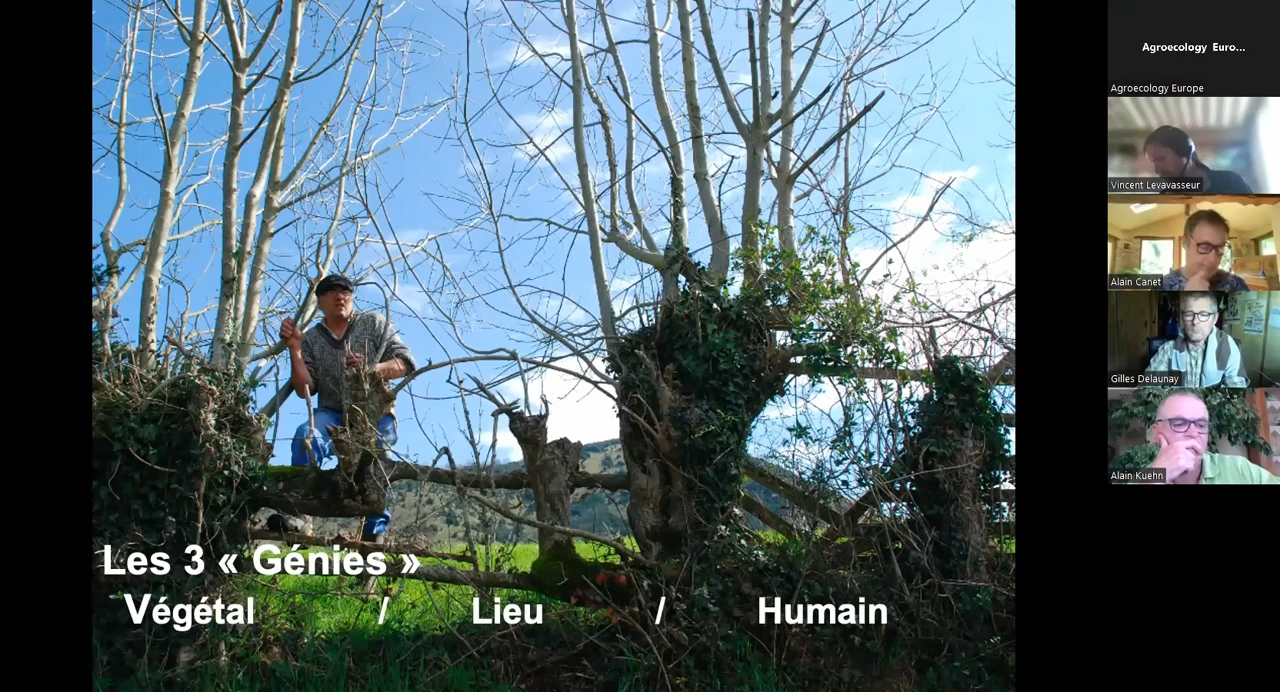 Les 3 « Génies »
Végétal / Lieu / Humain
Agroecology Euro...
Agroecology Europe
Vincent Levavasseur
Alain Canet
Gilles Delaunay
Alain Kuehn